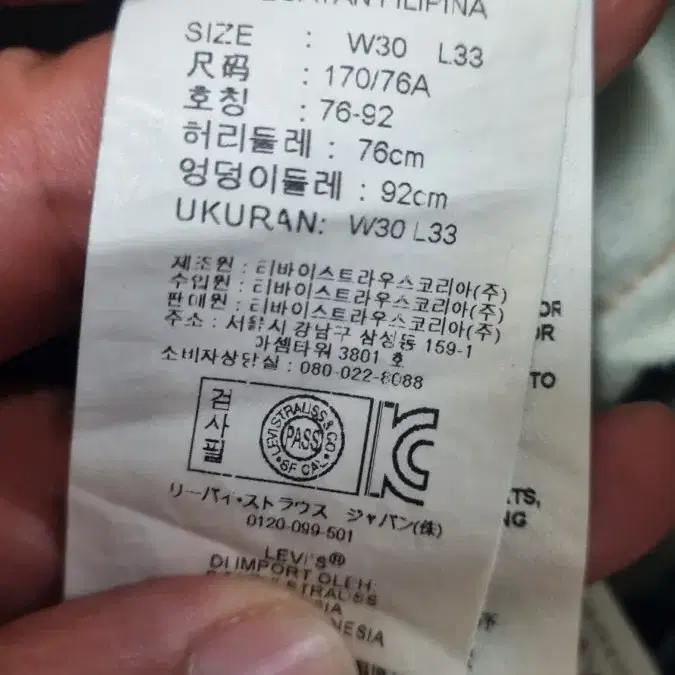 FILIPINA
SIZE : W30 L33
尺码 : 170/76A
호칭 : 76-92
허리둘레 : 76cm
엉덩이둘레 : 92cm
UKURAN: W30 L33
제조원 : 리바이스트라우스코리아(주)
수입원 : 리바이스트라우스코리아(주)
판매원 : 리바이스트라우스코리아(주)
주소 : 서울시 강남구 삼성동 159-1
아셈타워 3801 호
소비자상담실 : 080-022-8088
검사필
LEVI STRAUSS & CO
PASS
SF CAL
リーバイ・ストラウス ジャパン(株)
0120-099-501
LEVI'S®
DI IMPORT OLEH:
STRAUSS
OR
OR
TO